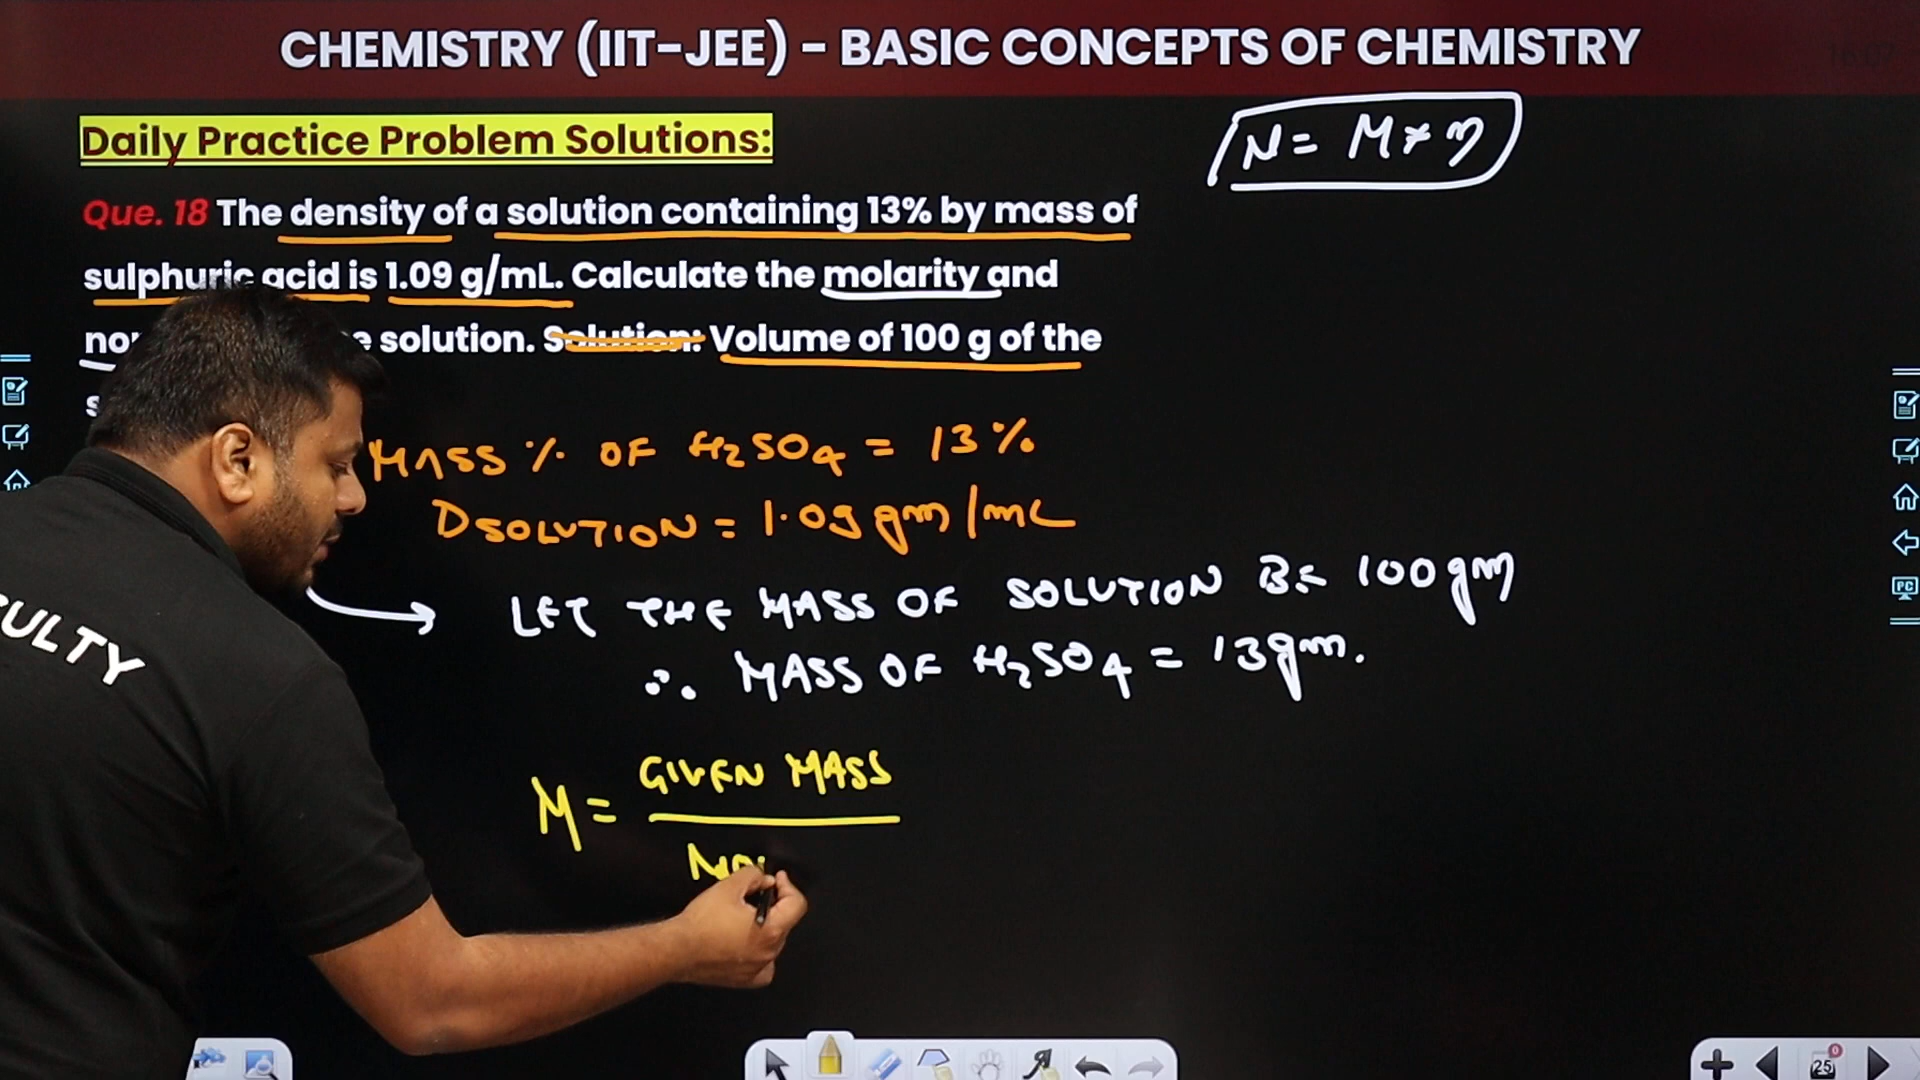 CHEMISTRY (IIT-JEE) - BASIC CONCEPTS OF CHEMISTRY
N = M × η
Daily Practice Problem Solutions:
Que. 18 The density of a solution containing 13% by mass of
sulphuric acid is 1.09 g/mL. Calculate the molarity and
solution. Solution: Volume of 100 g of the
MASS % OF H2SO4 = 13%
DSOLUTION = 1.09 gm/mL
LET THE MASS OF SOLUTION BE 100gm
∴ MASS OF H2SO4 = 13gm.
M = GIVEN MASS
ULTY
PC
25